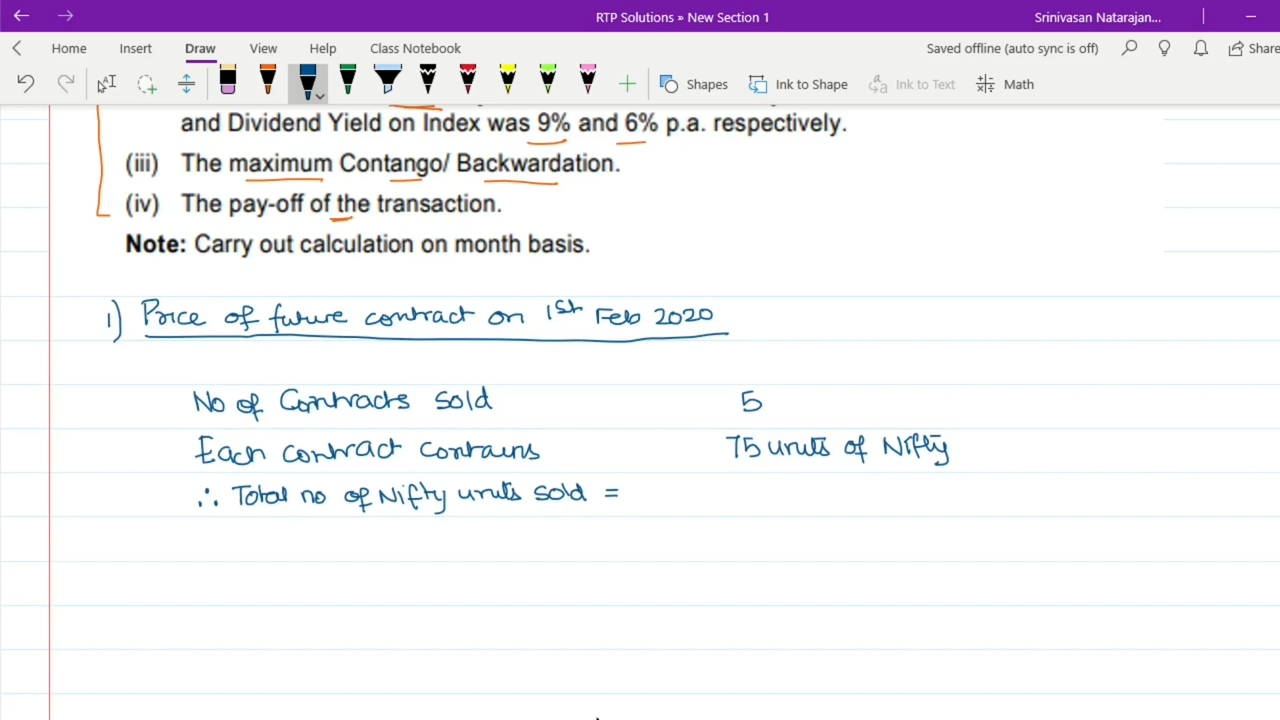 RTP Solutions » New Section 1
Srinivasan Natarajan...
Home Insert Draw View Help Class Notebook
Saved offline (auto sync is off)
Share
Shapes
Ink to Shape
Ink to Text
Math
and Dividend Yield on Index was 9% and 6% p.a. respectively.
(iii) The maximum Contango/ Backwardation.
(iv) The pay-off of the transaction.
Note: Carry out calculation on month basis.
1) Price of future contract on 1st Feb 2020
No of Contracts sold 5
Each contract contains 75 units of Nifty
∴ Total no of Nifty units sold =